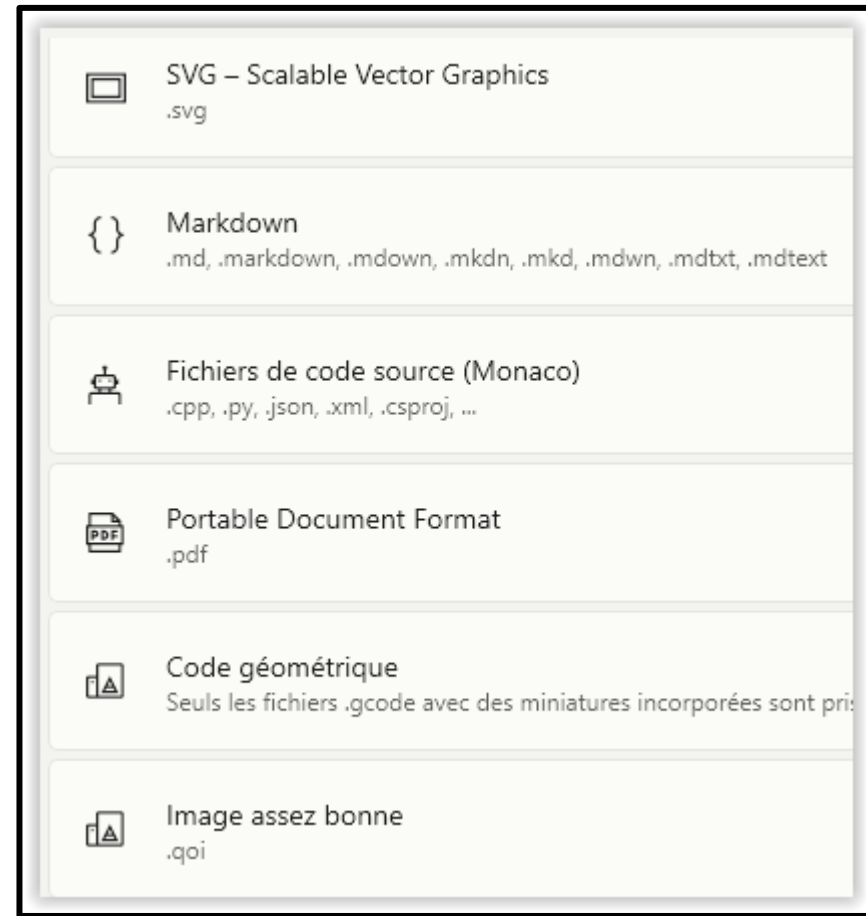 SVG – Scalable Vector Graphics
.svg
Markdown
.md, .markdown, .mdown, .mkdn, .mkd, .mdwn, .mdtxt, .mdtext
Fichiers de code source (Monaco)
.cpp, .py, .json, .xml, .csproj, ...
PDF
Portable Document Format
.pdf
Code géométrique
Seuls les fichiers .gcode avec des miniatures incorporées sont
Image assez bonne
.qoi